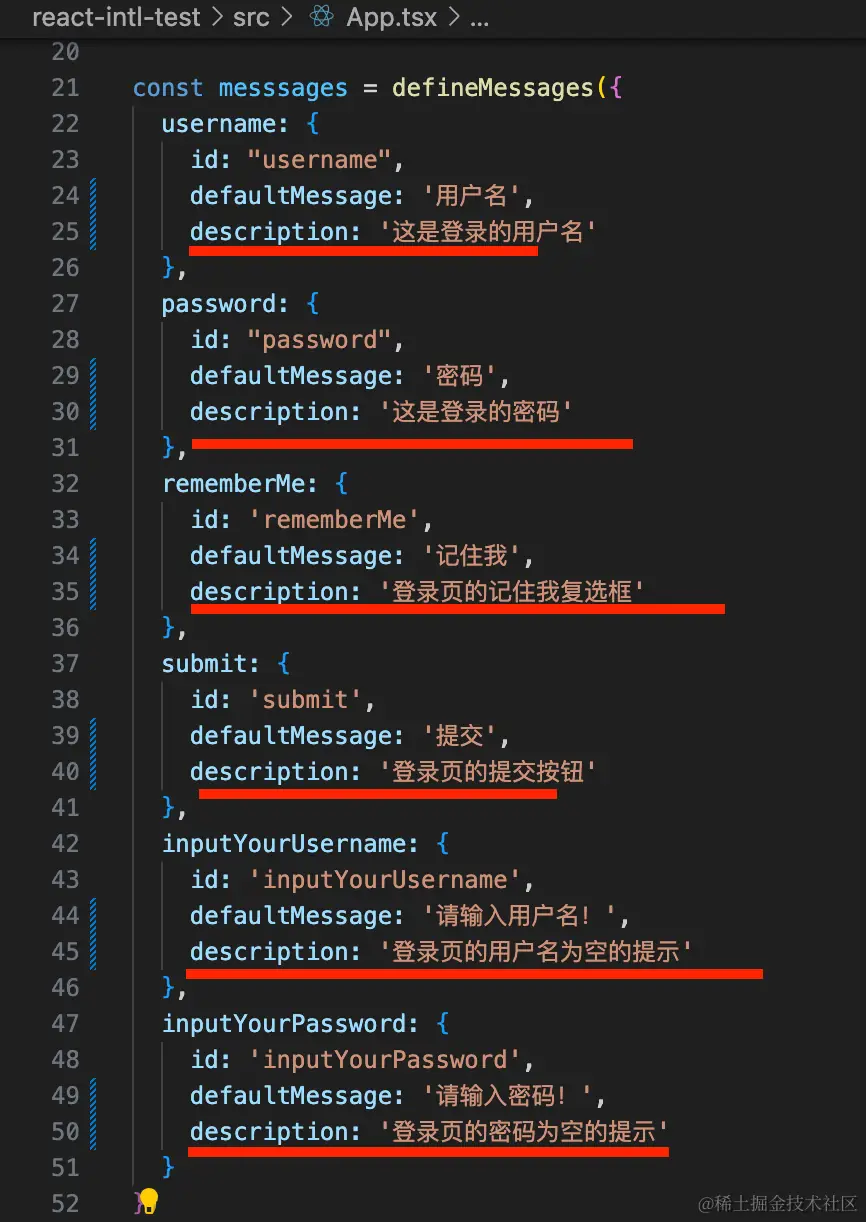 react-intl-test > src > App.tsx > ...
20
21 const messsages = defineMessages({
22 username: {
23 id: "username",
24 defaultMessage: '用户名',
25 description: '这是登录的用户名'
26 },
27 password: {
28 id: "password",
29 defaultMessage: '密码',
30 description: '这是登录的密码'
31 },
32 rememberMe: {
33 id: 'rememberMe',
34 defaultMessage: '记住我',
35 description: '登录页的记住我复选框'
36 },
37 submit: {
38 id: 'submit',
39 defaultMessage: '提交',
40 description: '登录页的提交按钮'
41 },
42 inputYourUsername: {
43 id: 'inputYourUsername',
44 defaultMessage: '请输入用户名！',
45 description: '登录页的用户名为空的提示'
46 },
47 inputYourPassword: {
48 id: 'inputYourPassword',
49 defaultMessage: '请输入密码！',
50 description: '登录页的密码为空的提示'
51 }
52 }
@稀土掘金技术社区